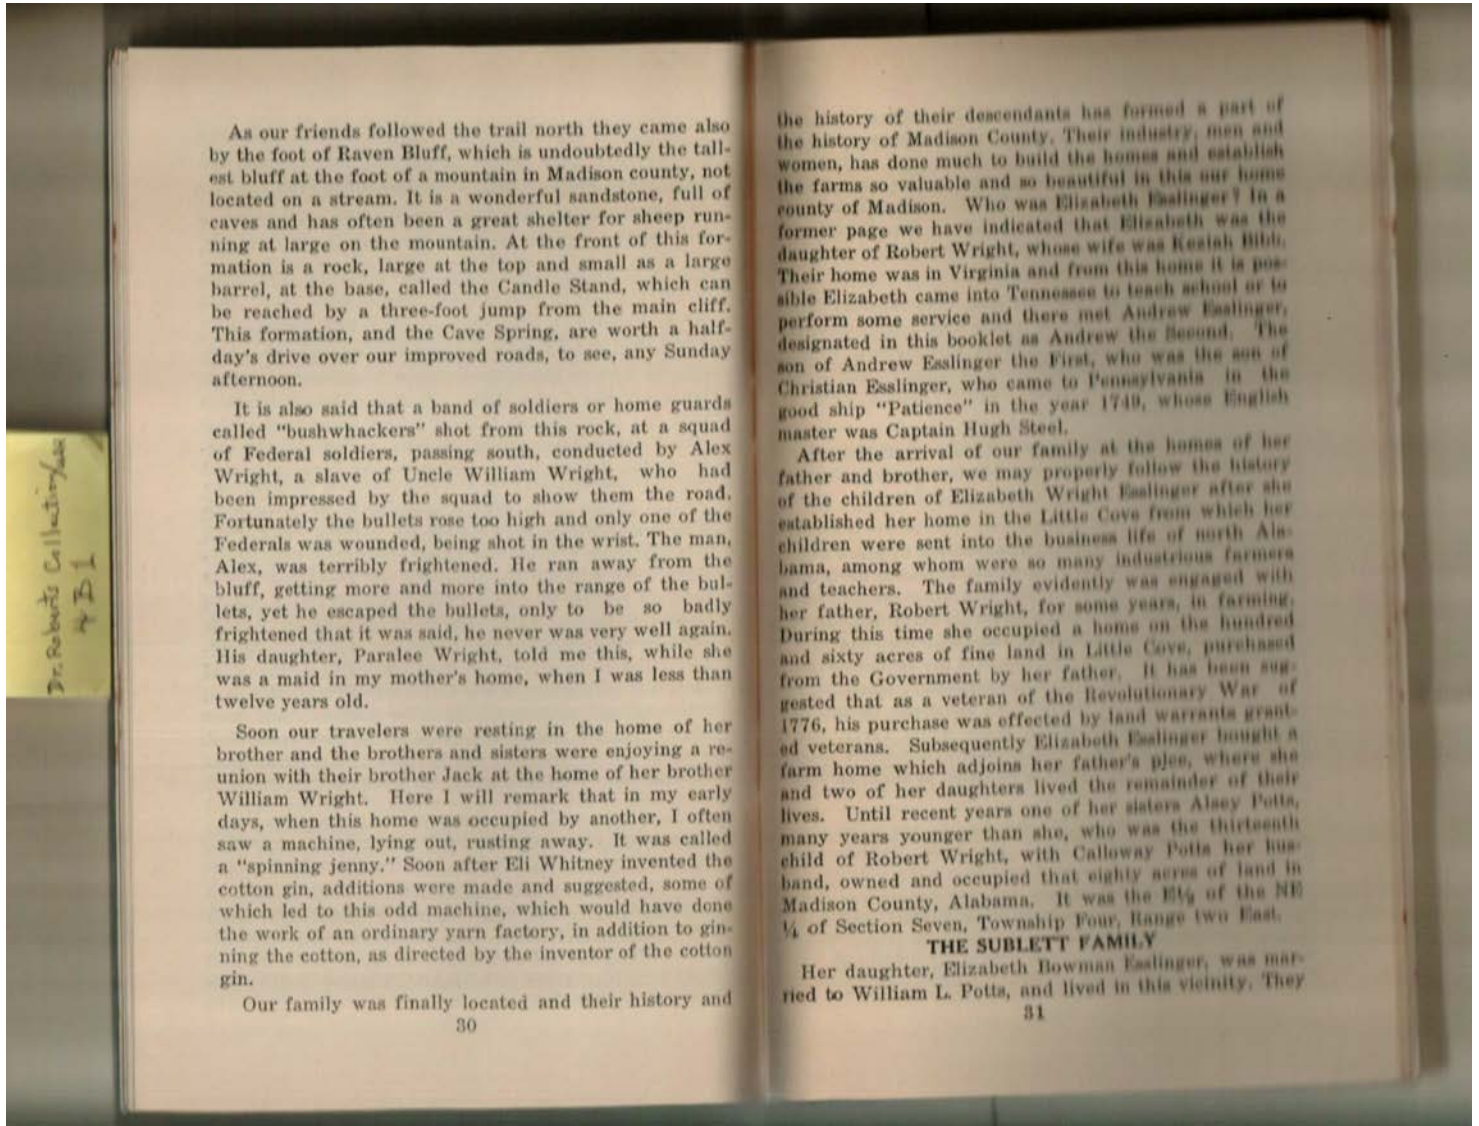 Dr. Roberts Collection
4 B 1
As our friends followed the trail north they came also
by the foot of Raven Bluff, which is undoubtedly the tall-
est bluff at the foot of a mountain in Madison county, not
located on a stream. It is a wonderful sandstone, full of
caves and has often been a great shelter for sheep run-
ning at large on the mountain. At the front of this for-
mation is a rock, large at the top and small as a large
barrel, at the base, called the Candle Stand, which can
be reached by a three-foot jump from the main cliff.
This formation, and the Cave Spring, are worth a half-
day's drive over our improved roads, to see, any Sunday
afternoon.
It is also said that a band of soldiers or home guards
called "bushwhackers" shot from this rock, at a squad
of Federal soldiers, passing south, conducted by Alex
Wright, a slave of Uncle William Wright, who had
been impressed by the squad to show them the road.
Fortunately the bullets rose too high and only one of the
Federals was wounded, being shot in the wrist. The man,
Alex, was terribly frightened. He ran away from the
bluff, getting more and more into the range of the bul-
lets, yet he escaped the bullets, only to be so badly
frightened that it was said, he never was very well again.
His daughter, Paralee Wright, told me this, while she
was a maid in my mother's home, when I was less than
twelve years old.
Soon our travelers were resting in the home of her
brother and the brothers and sisters were enjoying a re-
union with their brother Jack at the home of her brother
William Wright. Here I will remark that in my early
days, when this home was occupied by another, I often
saw a machine, lying out, rusting away. It was called
a "spinning jenny." Soon after Eli Whitney invented the
cotton gin, additions were made and suggested, some of
which led to this odd machine, which would have done
the work of an ordinary yarn factory, in addition to gin-
ning the cotton, as directed by the inventor of the cotton
gin.
Our family was finally located and their history and
30
the history of their descendants has formed a part of
the history of Madison County. Their industry, men and
women, has done much to build the homes and establish
the farms so valuable and so beautiful in this our home
county of Madison. Who was Elizabeth Esslinger? In a
former page we have indicated that Elizabeth was the
daughter of Robert Wright, whose wife was Keziah Bibb.
Their home was in Virginia and from this home it is pos-
sible Elizabeth came into Tennessee to teach school or to
perform some service and there met Andrew Esslinger,
designated in this booklet as Andrew the Second. The
son of Andrew Esslinger the First, who was the son of
Christian Esslinger, who came to Pennsylvania in the
good ship "Patience" in the year 1749, whose English
master was Captain Hugh Steel.
After the arrival of our family at the homes of her
father and brother, we may properly follow the history
of the children of Elizabeth Wright Esslinger after she
established her home in the Little Cove from which her
children were sent into the business life of north Ala-
bama, among whom were so many industrious farmers
and teachers. The family evidently was engaged with
her father, Robert Wright, for some years, in farming.
During this time she occupied a home on the hundred
and sixty acres of fine land in Little Cove, purchased
from the Government by her father. It has been sug-
gested that as a veteran of the Revolutionary War of
1776, his purchase was effected by land warrants grant-
ed veterans. Subsequently Elizabeth Esslinger bought a
farm home which adjoins her father's plce, where she
and two of her daughters lived the remainder of their
lives. Until recent years one of her sisters Alsey Potts,
many years younger than she, who was the thirteenth
child of Robert Wright, with Calloway Potts her hus-
band, owned and occupied that eighty acres of land in
Madison County, Alabama. It was the of the NE
¼ of Section Seven, Township Four, Range two East.
THE SUBLETT FAMILY
Her daughter, Elizabeth Bowman Esslinger, was mar-
ried to William L. Potts, and lived in this vicinity. They
31